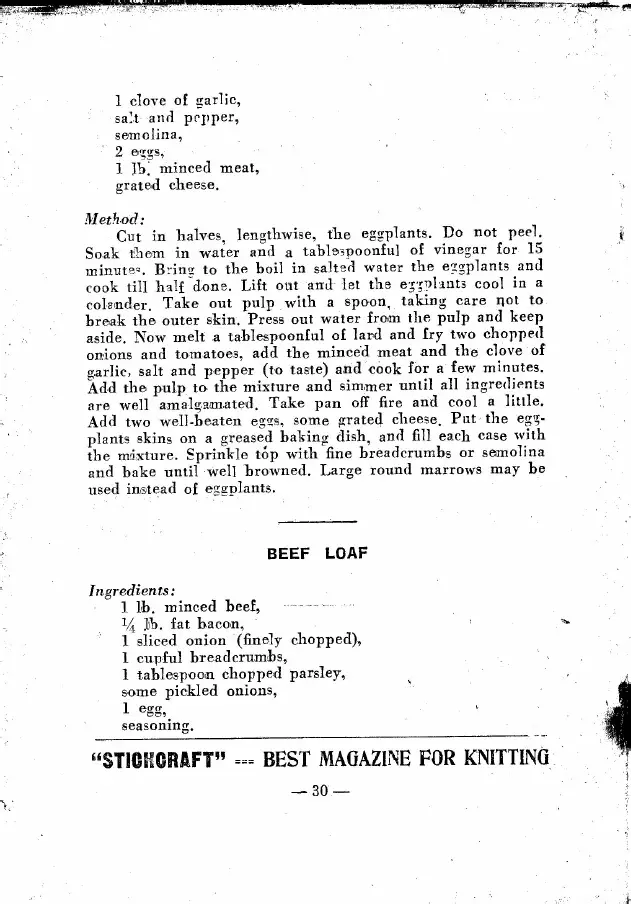 1 clove of garlic,
salt and pepper,
semolina,
2 eggs,
1 lb. minced meat,
grated cheese.
Method:
Cut in halves, lengthwise, the eggplants. Do not peel.
Soak them in water and a tablespoonful of vinegar for 15
minutes. Bring to the boil in salted water the eggplants and
cook till half done. Lift out and let the eggplants cool in a
colander. Take out pulp with a spoon, taking care not to
break the outer skin. Press out water from the pulp and keep
aside. Now melt a tablespoonful of lard and fry two chopped
onions and tomatoes, add the minced meat and the clove of
garlic, salt and pepper (to taste) and cook for a few minutes.
Add the pulp to the mixture and simmer until all ingredients
are well amalgamated. Take pan off fire and cool a little.
Add two well-beaten eggs, some grated cheese. Put the egg-
plants skins on a greased baking dish, and fill each case with
the mixture. Sprinkle top with fine breadcrumbs or semolina
and bake until well browned. Large round marrows may be
used instead of eggplants.
BEEF LOAF
Ingredients:
1 lb. minced beef,
¼ lb. fat bacon,
1 sliced onion (finely chopped),
1 cupful breadcrumbs,
1 tablespoon chopped parsley,
some pickled onions,
1 egg,
seasoning.
"STICHCRAFT" === BEST MAGAZINE FOR KNITTING
— 30 —